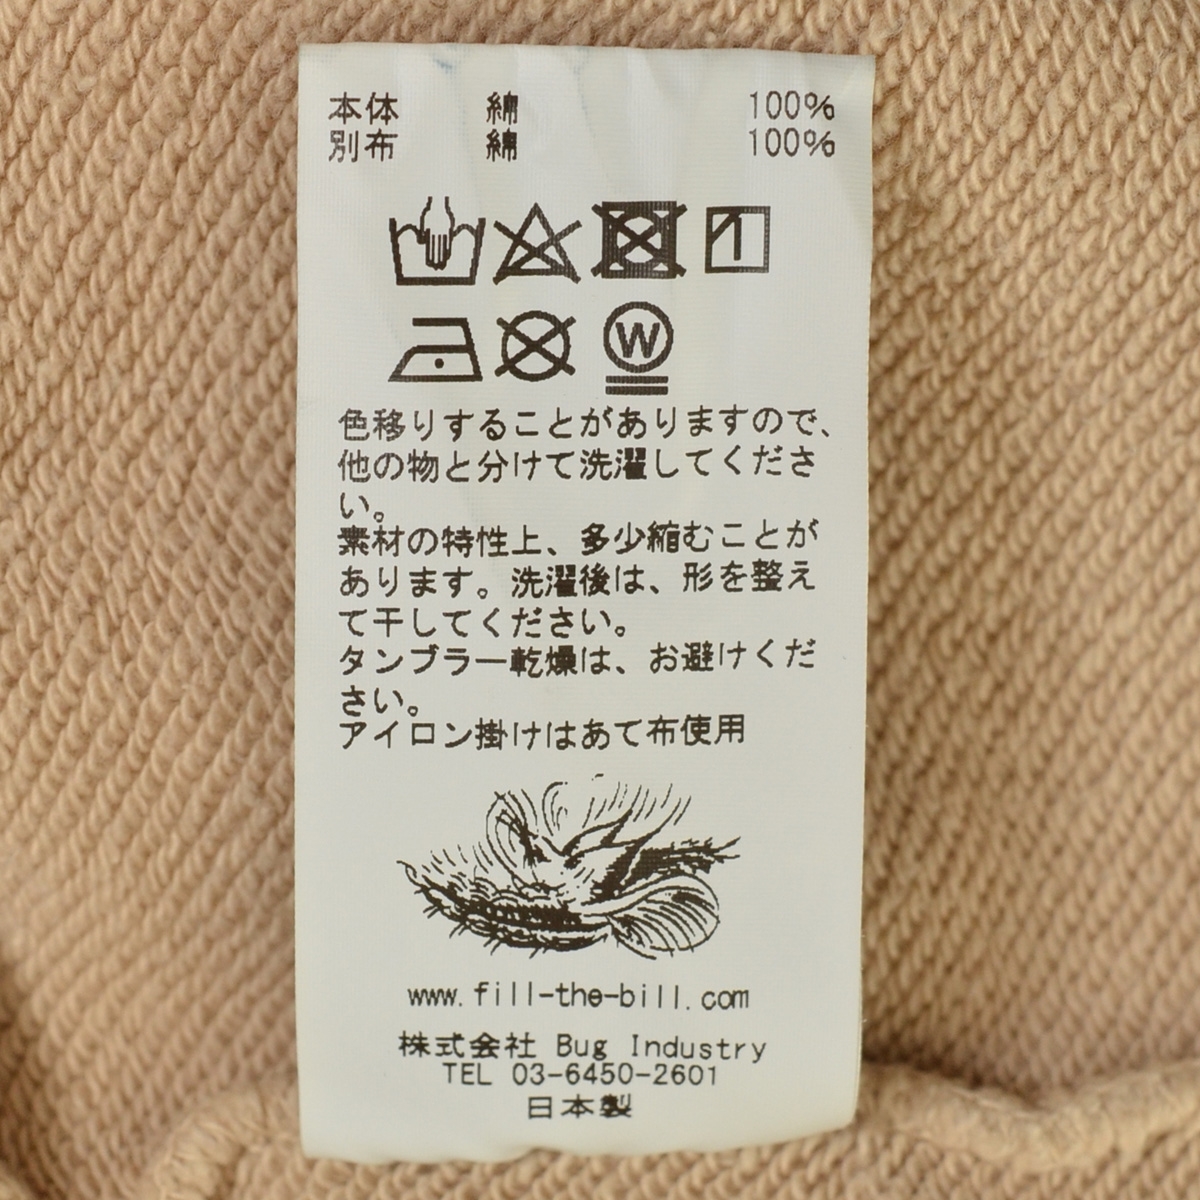 本体 綿 100%
別布 綿 100%
W
色移りすることがありますので、
他の物と分けて洗濯してくださ
い。
素材の特性上、多少縮むことが
あります。洗濯後は、形を整え
て干してください。
タンブラー乾燥は、お避けくだ
さい。
アイロン掛けはあて布使用
www.fill-the-bill.com
株式会社 Bug Industry
TEL 03-6450-2601
日本製